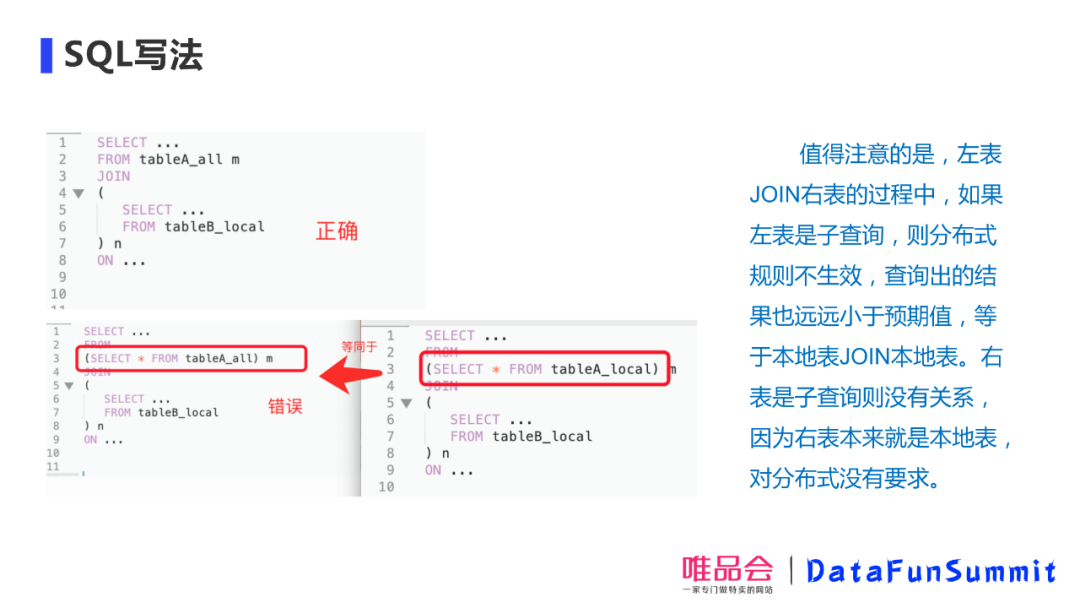 SQL写法
1 SELECT ...
2 FROM tableA_all m
3 JOIN
4 ▼ (
5 SELECT ...
6 FROM tableB_local
7 ) n
8 ON ...
9
10
正确
1 SELECT ...
2 FROM
3 (SELECT * FROM tableA_all) m
4 JOIN
5 ▼ (
6 SELECT ...
7 FROM tableB_local
8 ) n
9 ON ...
10
11
错误
等同于
1 SELECT ...
2 FROM
3 (SELECT * FROM tableA_local) m
4 JOIN
5 ▼ (
6 SELECT ...
7 FROM tableB_local
8 ) n
9 ON ...
10
值得注意的是，左表
JOIN右表的过程中，如果
左表是子查询，则分布式
规则不生效，查询出的结
果也远远小于预期值，等
于本地表JOIN本地表。右
表是子查询则没有关系，
因为右表本来就是本地表，
对分布式没有要求。
唯品会
一家专门做特卖的网站
DataFunSummit